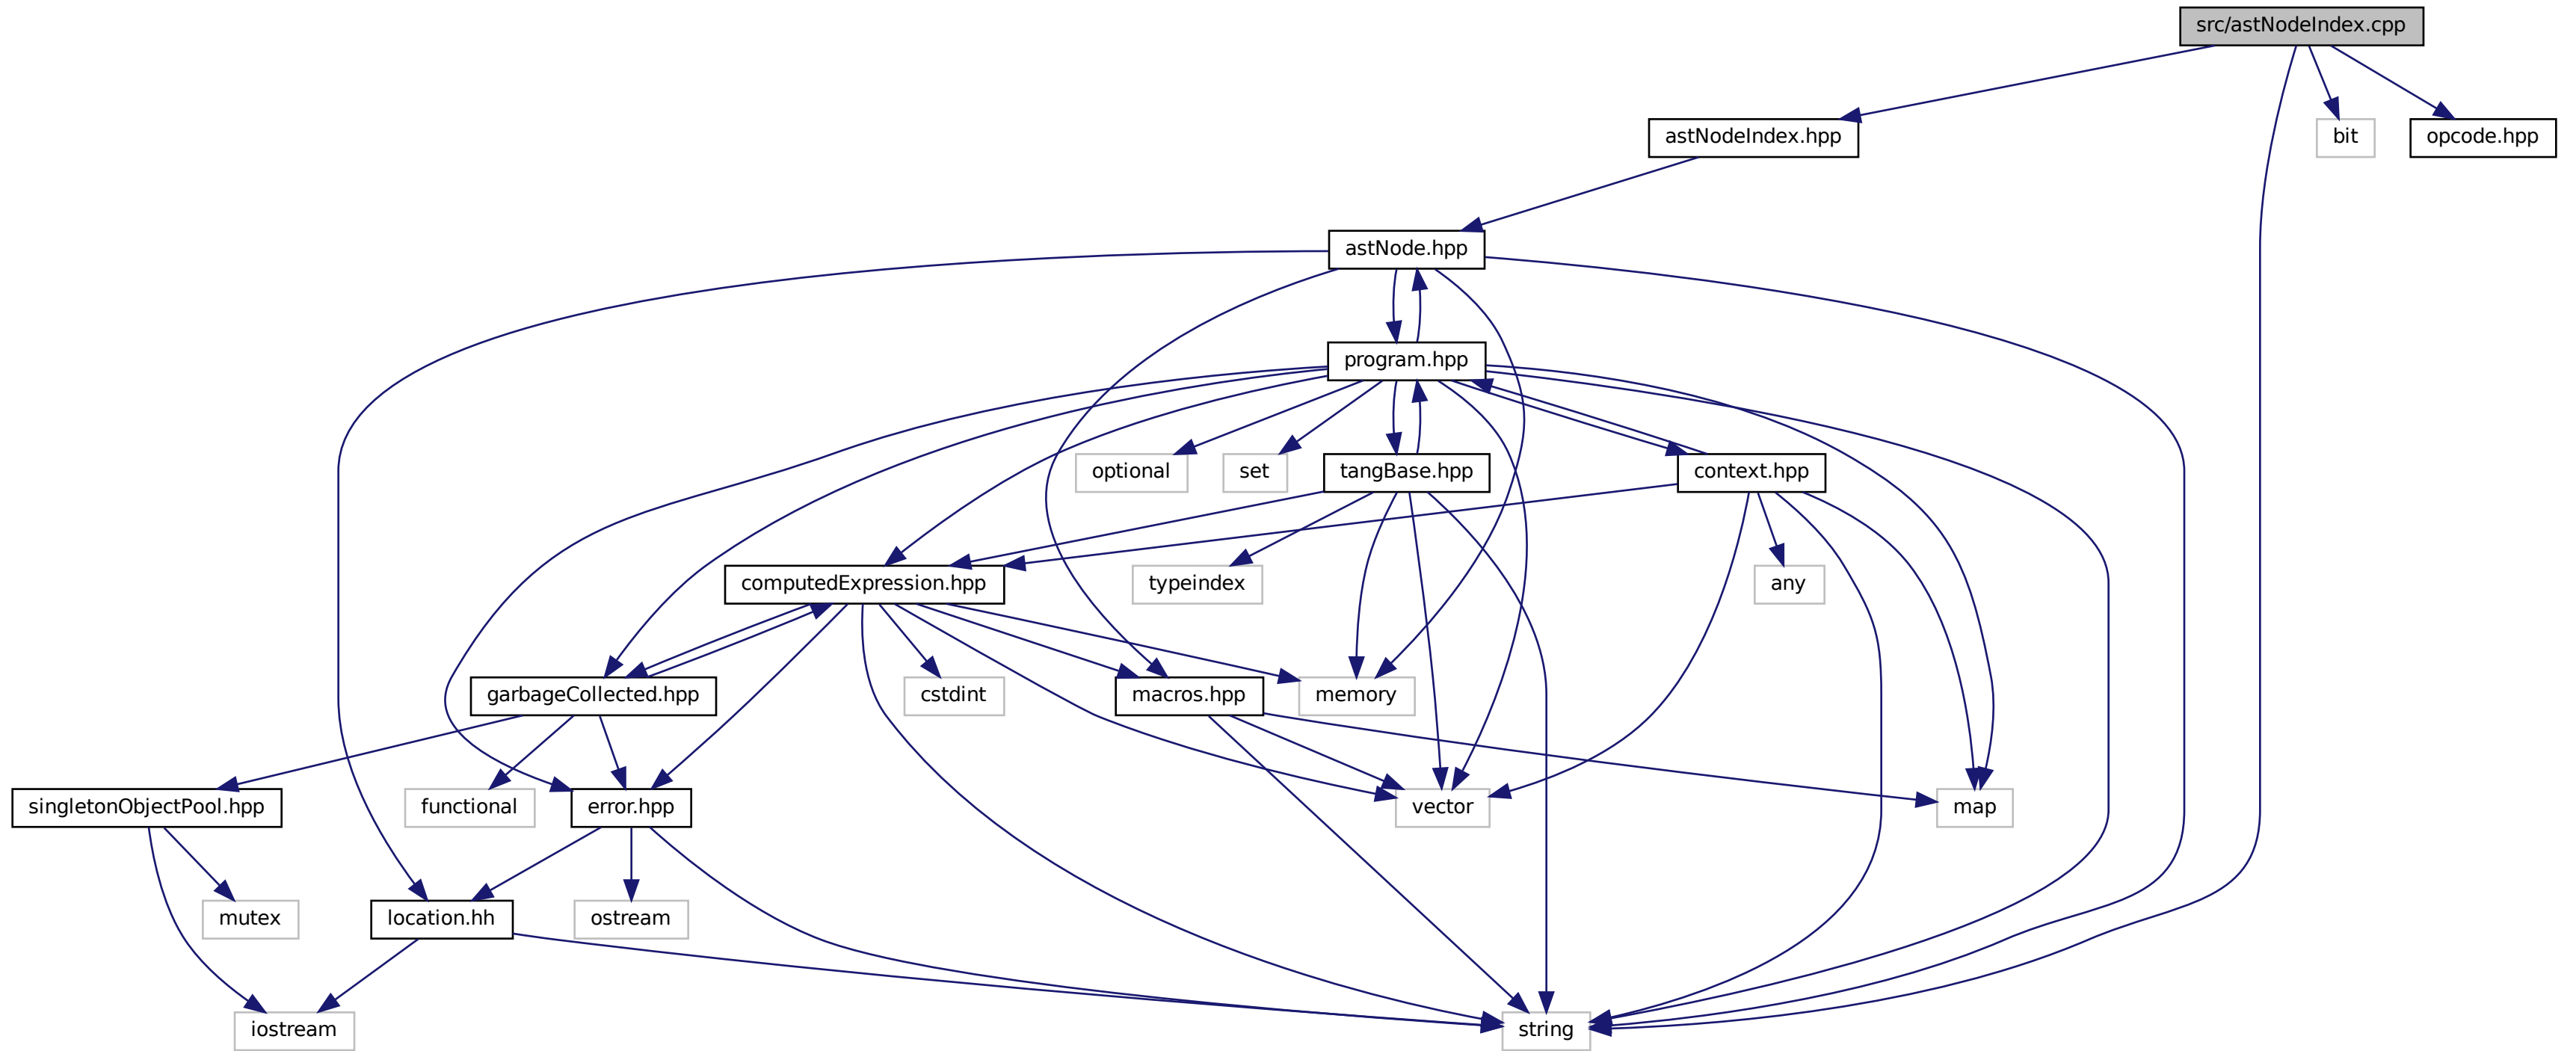 src/astNodeIndex.cpp
astNodeIndex.hpp
bit
opcode.hpp
astNode.hpp
program.hpp
optional
set
tangBase.hpp
context.hpp
computedExpression.hpp
typeindex
any
garbageCollected.hpp
cstdint
macros.hpp
memory
singletonObjectPool.hpp
functional
error.hpp
vector
map
mutex
location.hh
ostream
iostream
string